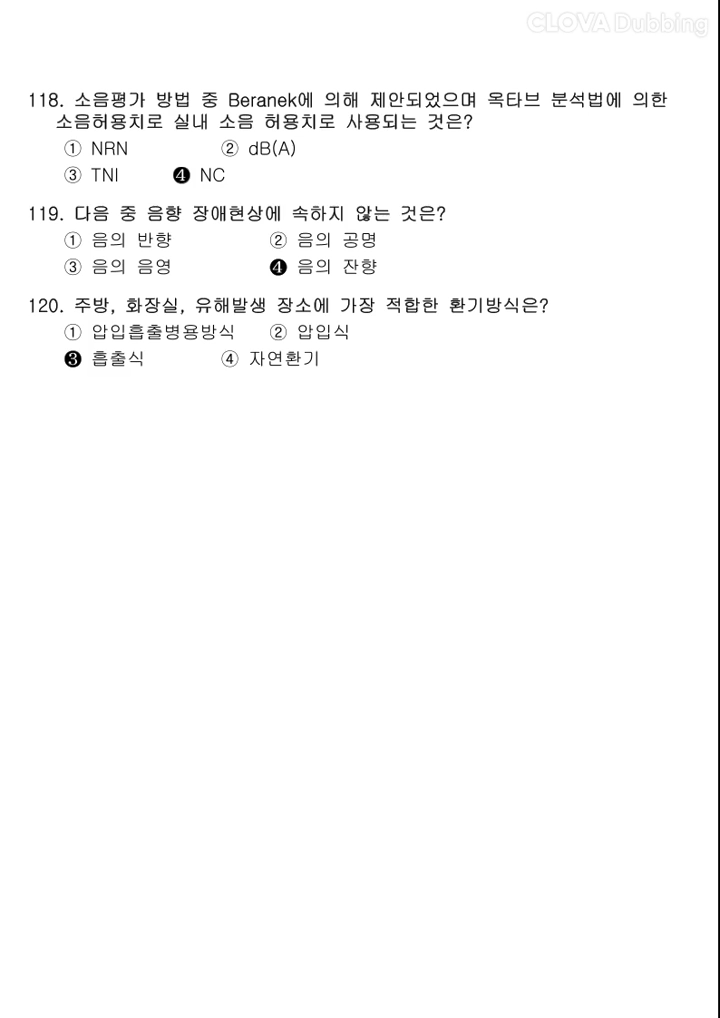 CLOVA Dubbing
118. 소음평가 방법 중 Beranek에 의해 제안되었으며 옥타브 분석법에 의한
소음허용치로 실내 소음 허용치로 사용되는 것은?
① NRN ② dB(A)
③ TNI ❹ NC
119. 다음 중 음향 장애현상에 속하지 않는 것은?
① 음의 반향 ② 음의 공명
③ 음의 음영 ❹ 음의 잔향
120. 주방, 화장실, 유해발생 장소에 가장 적합한 환기방식은?
① 압입흡출병용방식 ② 압입식
❸ 흡출식 ④ 자연환기